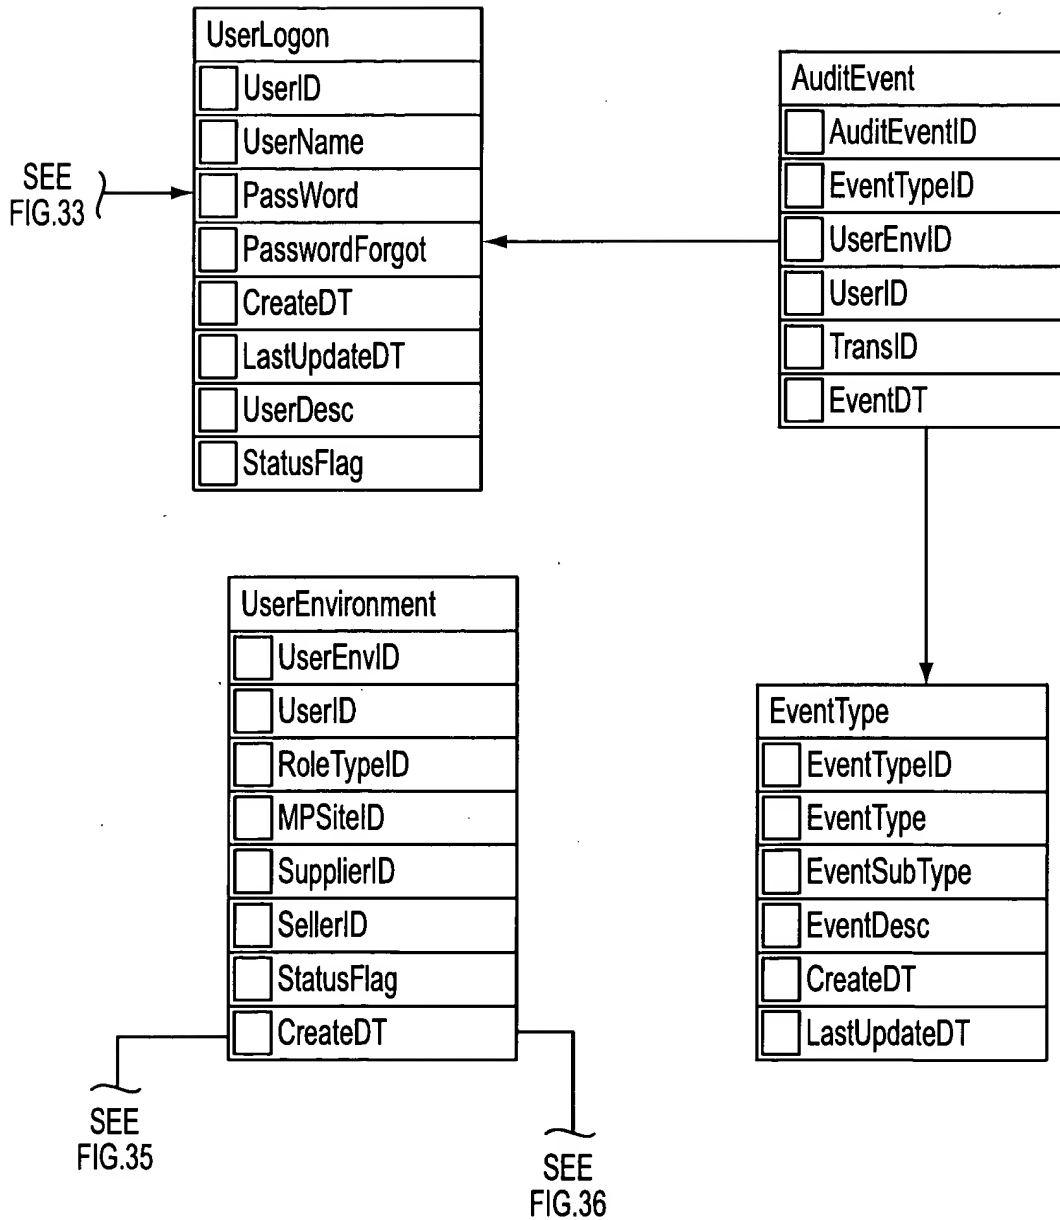 UserLogon
UserID
UserName
PassWord
PasswordForgot
CreateDT
LastUpdateDT
UserDesc
StatusFlag
SEE
FIG.33
AuditEvent
AuditEventID
EventTypeID
UserEnvID
UserID
TransID
EventDT
UserEnvironment
UserEnvID
UserID
RoleTypeID
MPSiteID
SupplierID
SellerID
StatusFlag
CreateDT
SEE
FIG.35
SEE
FIG.36
EventType
EventTypeID
EventType
EventSubType
EventDesc
CreateDT
LastUpdateDT